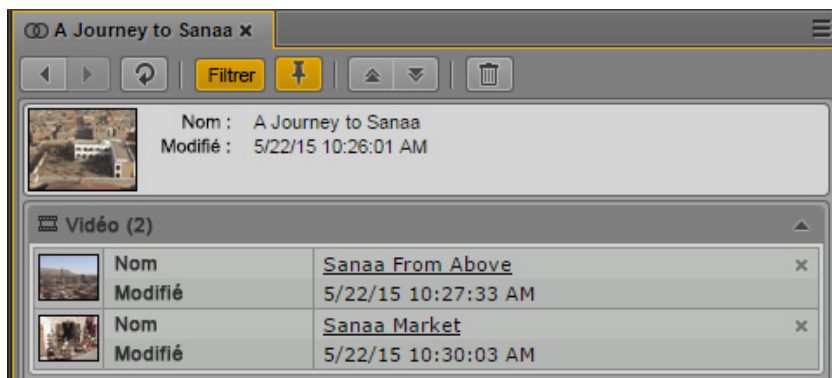 A Journey to Sanaa
Filtrer
Nom : A Journey to Sanaa
Modifié : 5/22/15 10:26:01 AM
Vidéo (2)
Nom Sanaa From Above
Modifié 5/22/15 10:27:33 AM
Nom Sanaa Market
Modifié 5/22/15 10:30:03 AM